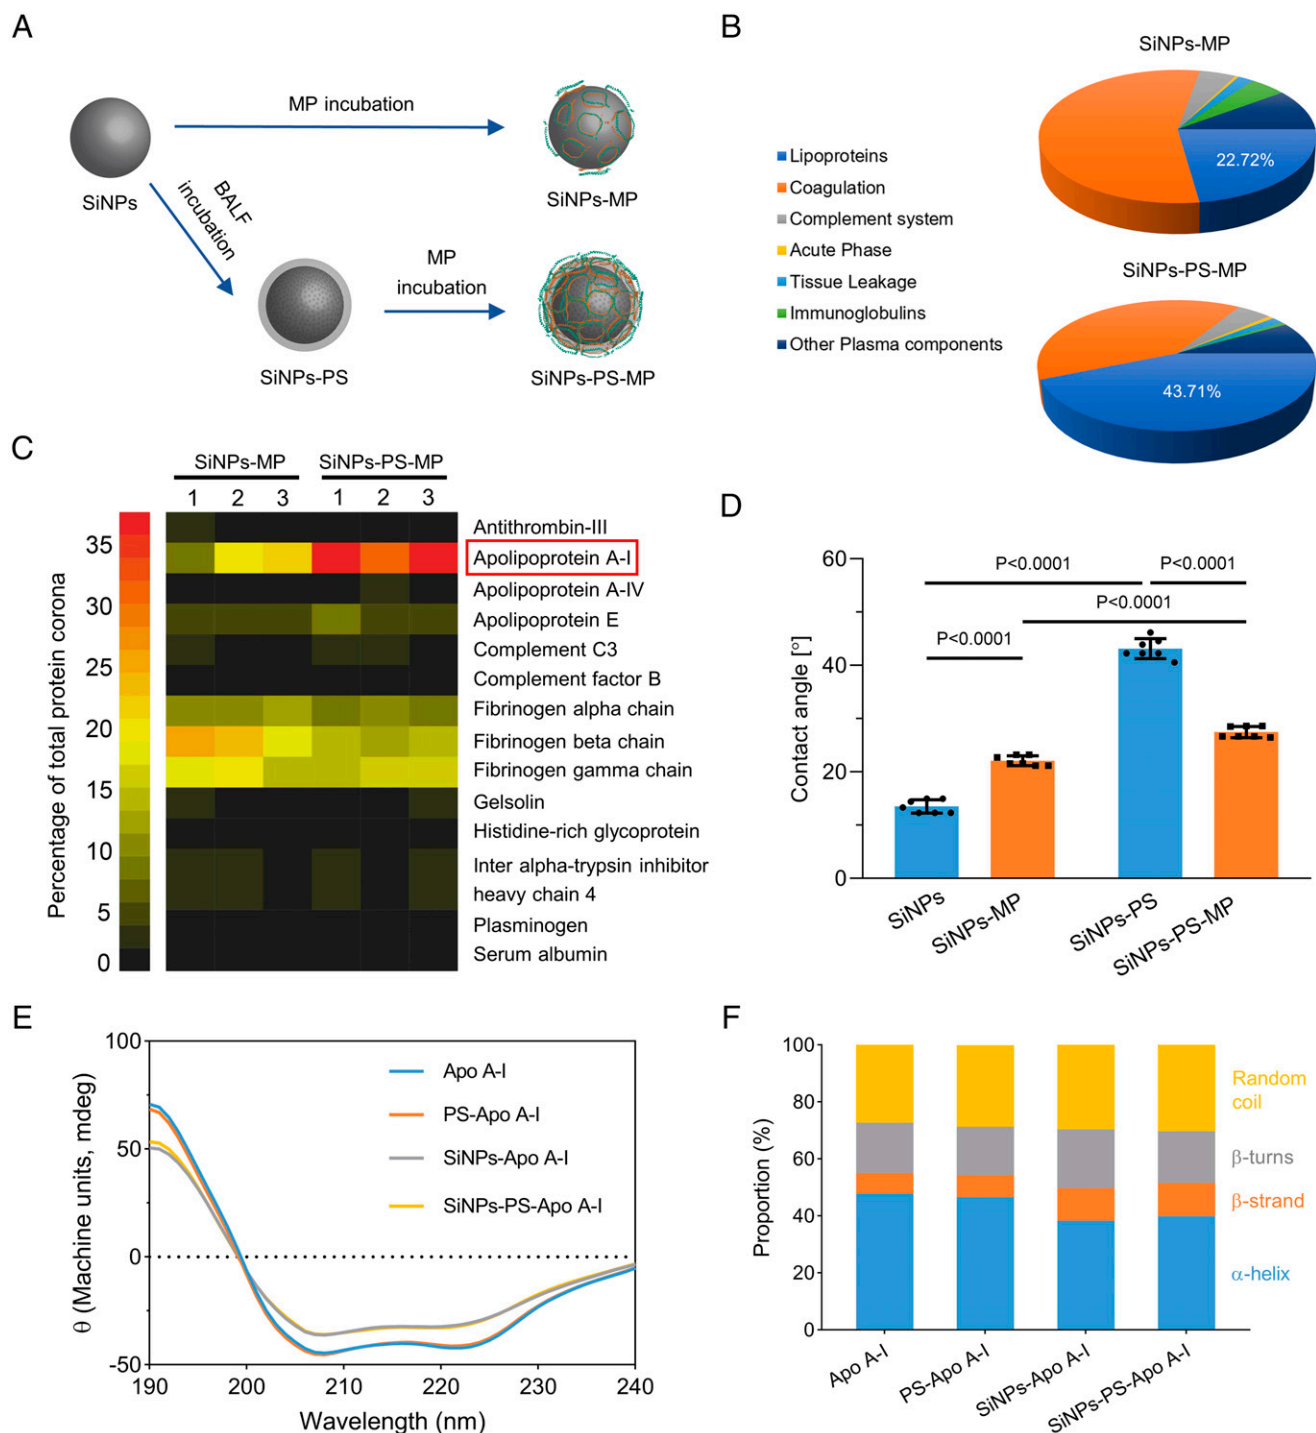 A
MP incubation
SiNPs
SiNPs-MP
BALF
incubation
MP
incubation
SiNPs-PS
SiNPs-PS-MP
B
SiNPs-MP
22.72%
Lipoproteins
Coagulation
Complement system
Acute Phase
Tissue Leakage
Immunoglobulins
Other Plasma components
SiNPs-PS-MP
43.71%
C
SiNPs-MP
SiNPs-PS-MP
1 2 3 1 2 3
Percentage of total protein corona
35
30
25
20
15
10
5
0
Antithrombin-III
Apolipoprotein A-I
Apolipoprotein A-IV
Apolipoprotein E
Complement C3
Complement factor B
Fibrinogen alpha chain
Fibrinogen beta chain
Fibrinogen gamma chain
Gelsolin
Histidine-rich glycoprotein
Inter alpha-trypsin inhibitor
heavy chain 4
Plasminogen
Serum albumin
D
Contact angle [°]
60
40
20
0
P<0.0001
P<0.0001
P<0.0001
P<0.0001
SiNPs
SiNPs-MP
SiNPs-PS
SiNPs-PS-MP
E
θ (Machine units, mdeg)
100
50
0
-50
190 200 210 220 230 240
Wavelength (nm)
Apo A-I
PS-Apo A-I
SiNPs-Apo A-I
SiNPs-PS-Apo A-I
F
Proportion (%)
100
80
60
40
20
0
Random
coil
β-turns
β-strand
α-helix
Apo A-I
PS-Apo A-I
SiNPs-Apo A-I
SiNPs-PS-Apo A-I